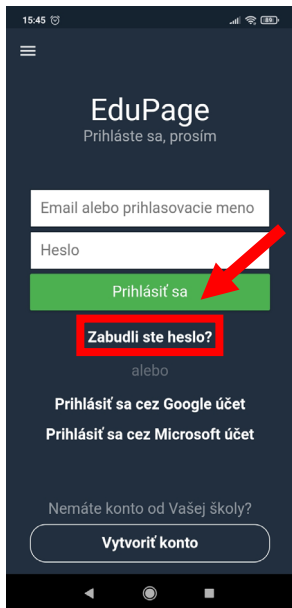 15:45
89
EduPage
Prihláste sa, prosím
Email alebo prihlasovacie meno
Heslo
Prihlásiť sa
Zabudli ste heslo?
alebo
Prihlásiť sa cez Google účet
Prihlásiť sa cez Microsoft účet
Nemáte konto od Vašej školy?
Vytvoriť konto